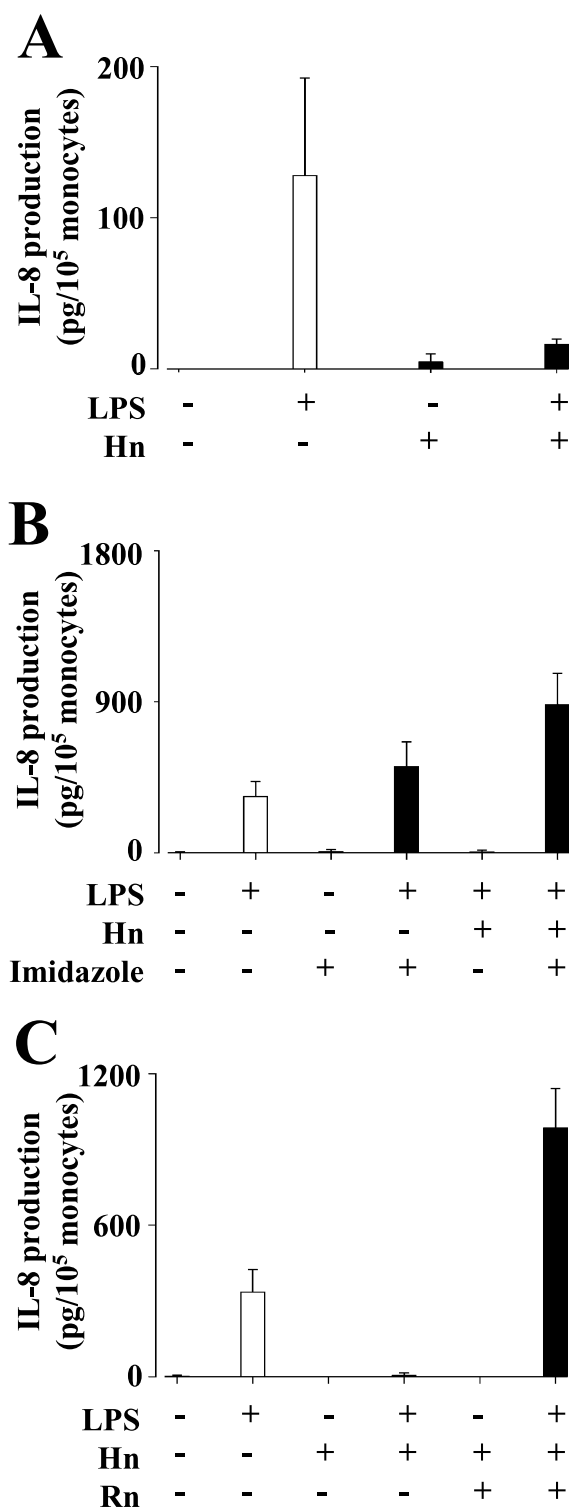 A
IL-8 production
(pg/10⁵ monocytes)
200
100
0
LPS - + - +
Hn - - + +
B
IL-8 production
(pg/10⁵ monocytes)
1800
900
0
LPS - + - + + +
Hn - - - - + +
Imidazole - - + + - +
C
IL-8 production
(pg/10⁵ monocytes)
1200
600
0
LPS - + - + - +
Hn - - + + + +
Rn - - - - + +